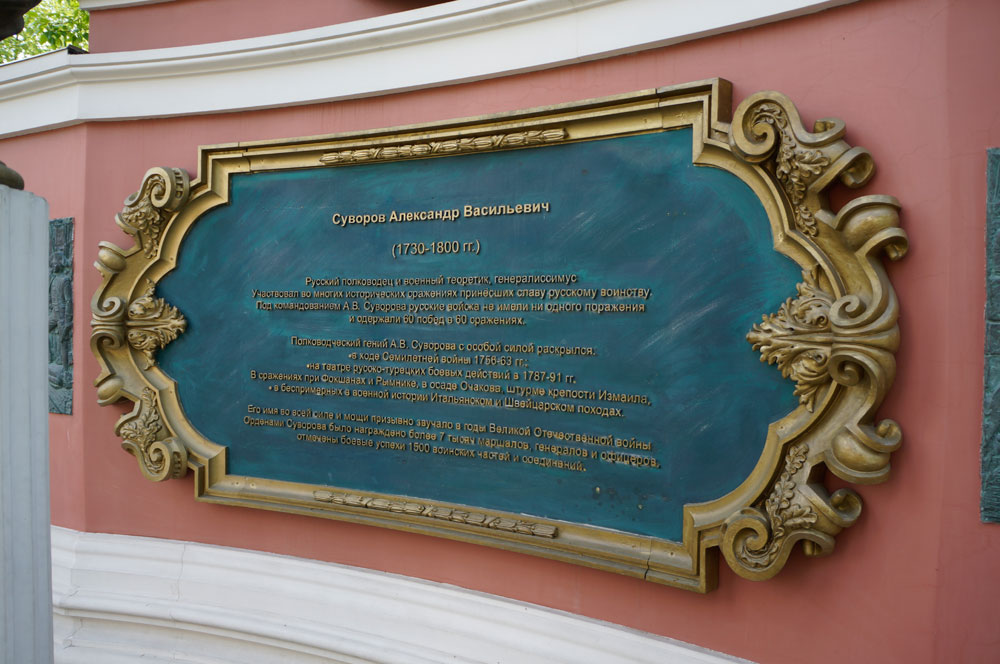 Суворов Александр Васильевич
(1730-1800 гг.)
Русский полководец и военный теоретик, генералиссимус
Участвовал во многих исторических сражениях принёсших славу русскому воинству.
Под командованием А.В. Суворова русские войска не имели ни одного поражения
и одержали 60 побед в 60 сражениях.
Полководческий гений А.В. Суворова с особой силой раскрылся:
•в ходе Семилетней войны 1756-63 гг.;
•на театре русско-турецких боевых действий в 1787-91 гг.
В сражениях при Фокшанах и Рымнике, в осаде Очакова, штурме крепости Измаила,
• в беспримерных в военной истории Итальянском и Швейцарском походах.
Его имя во всей силе и мощи призывно звучало в годы Великой Отечественной войны
Орденами Суворова было награждено более 7 тысяч маршалов, генералов и офицеров,
отмечены боевые успехи 1500 воинских частей и соединений.